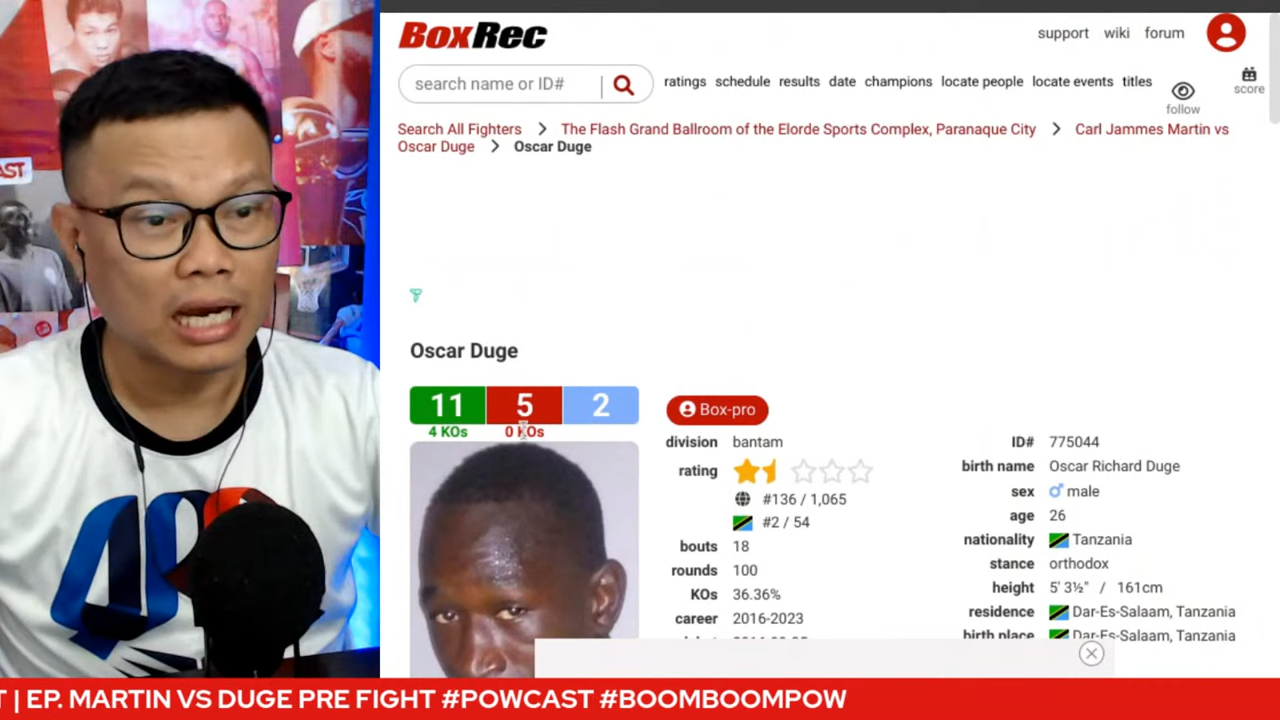 AST
BoxRec
support wiki forum
search name or ID#
ratings schedule results date champions locate people locate events titles
follow
score
Search All Fighters > The Flash Grand Ballroom of the Elorde Sports Complex, Paranaque City > Carl Jammes Martin vs
Oscar Duge > Oscar Duge
Oscar Duge
11 5 2
4 KOs 0 KOs
Box-pro
division bantam
rating
#136 / 1,065
#2 / 54
bouts 18
rounds 100
KOs 36.36%
career 2016-2023
ID# 775044
birth name Oscar Richard Duge
sex ♂ male
age 26
nationality Tanzania
stance orthodox
height 5' 3½" / 161cm
residence Dar-Es-Salaam, Tanzania
birth place Dar-Es-Salaam, Tanzania
T | EP. MARTIN VS DUGE PRE FIGHT #POWCAST #BOOMBOOMPOW